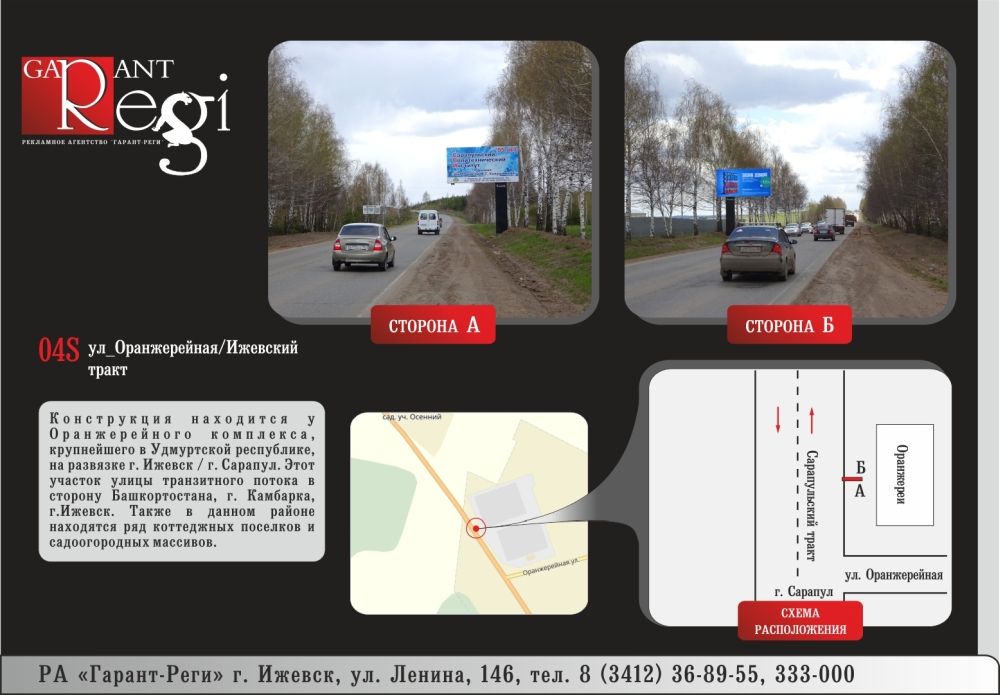 GARANT
Regi
РЕКЛАМНОЕ АГЕНТСТВО "ГАРАНТ-РЕГИ"
Сарапульский
Политехнический
Институт
СТОРОНА А
СТОРОНА Б
04S ул_Оранжерейная/Ижевский
тракт
Конструкция находится у
Оранжерейного комплекса,
крупнейшего в Удмуртской республике,
на развязке г. Ижевск / г. Сарапул. Этот
участок улицы транзитного потока в
сторону Башкортостана, г. Камбарка,
г.Ижевск. Также в данном районе
находятся ряд коттеджных поселков и
садоогородных массивов.
сад. уч. Осенний
Оранжерейная ул.
Сарапульский тракт
Б
А
Оранжереи
ул. Оранжерейная
г. Сарапул
СХЕМА
РАСПОЛОЖЕНИЯ
РА «Гарант-Реги» г. Ижевск, ул. Ленина, 146, тел. 8 (3412) 36-89-55, 333-000